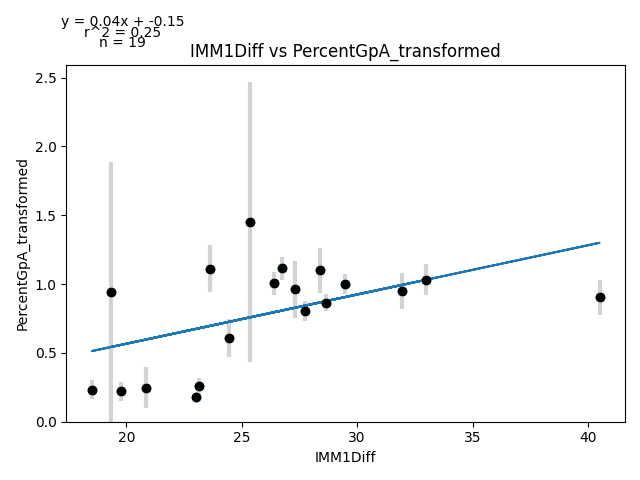 y = 0.04x + -0.15
r^2 = 0.25
n = 19
IMM1Diff vs PercentGpA_transformed
2.5
2.0
1.5
1.0
0.5
0.0
PercentGpA_transformed
20 25 30 35 40
IMM1Diff